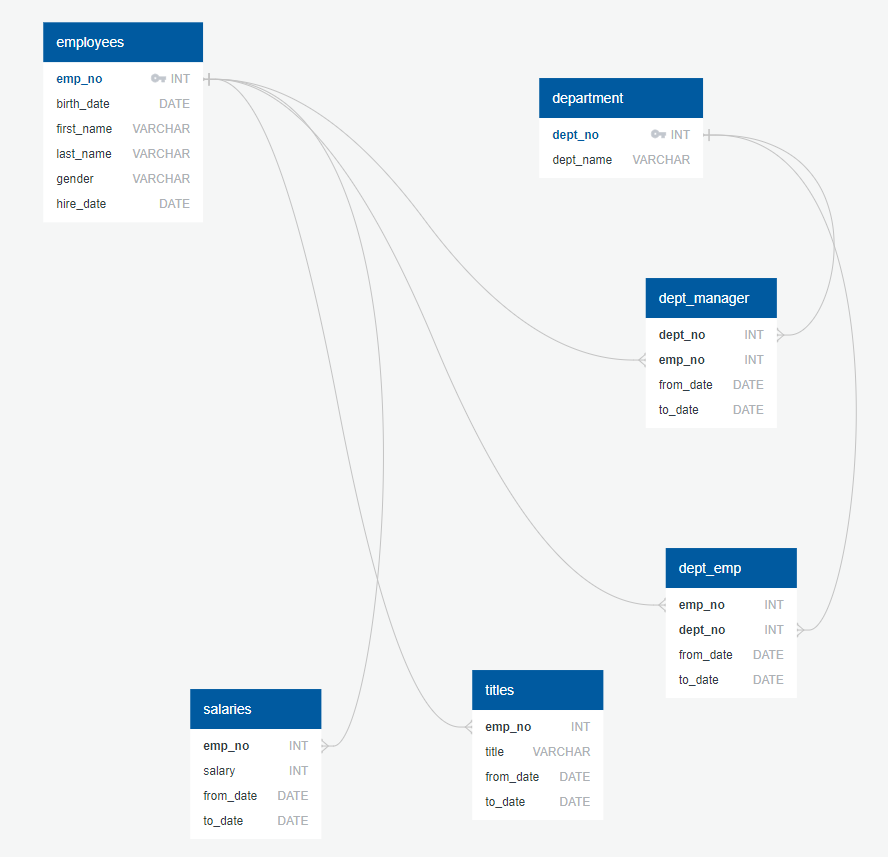 employees
emp_no INT
birth_date DATE
first_name VARCHAR
last_name VARCHAR
gender VARCHAR
hire_date DATE
department
dept_no INT
dept_name VARCHAR
dept_manager
dept_no INT
emp_no INT
from_date DATE
to_date DATE
dept_emp
emp_no INT
dept_no INT
from_date DATE
to_date DATE
titles
emp_no INT
title VARCHAR
from_date DATE
to_date DATE
salaries
emp_no INT
salary INT
from_date DATE
to_date DATE